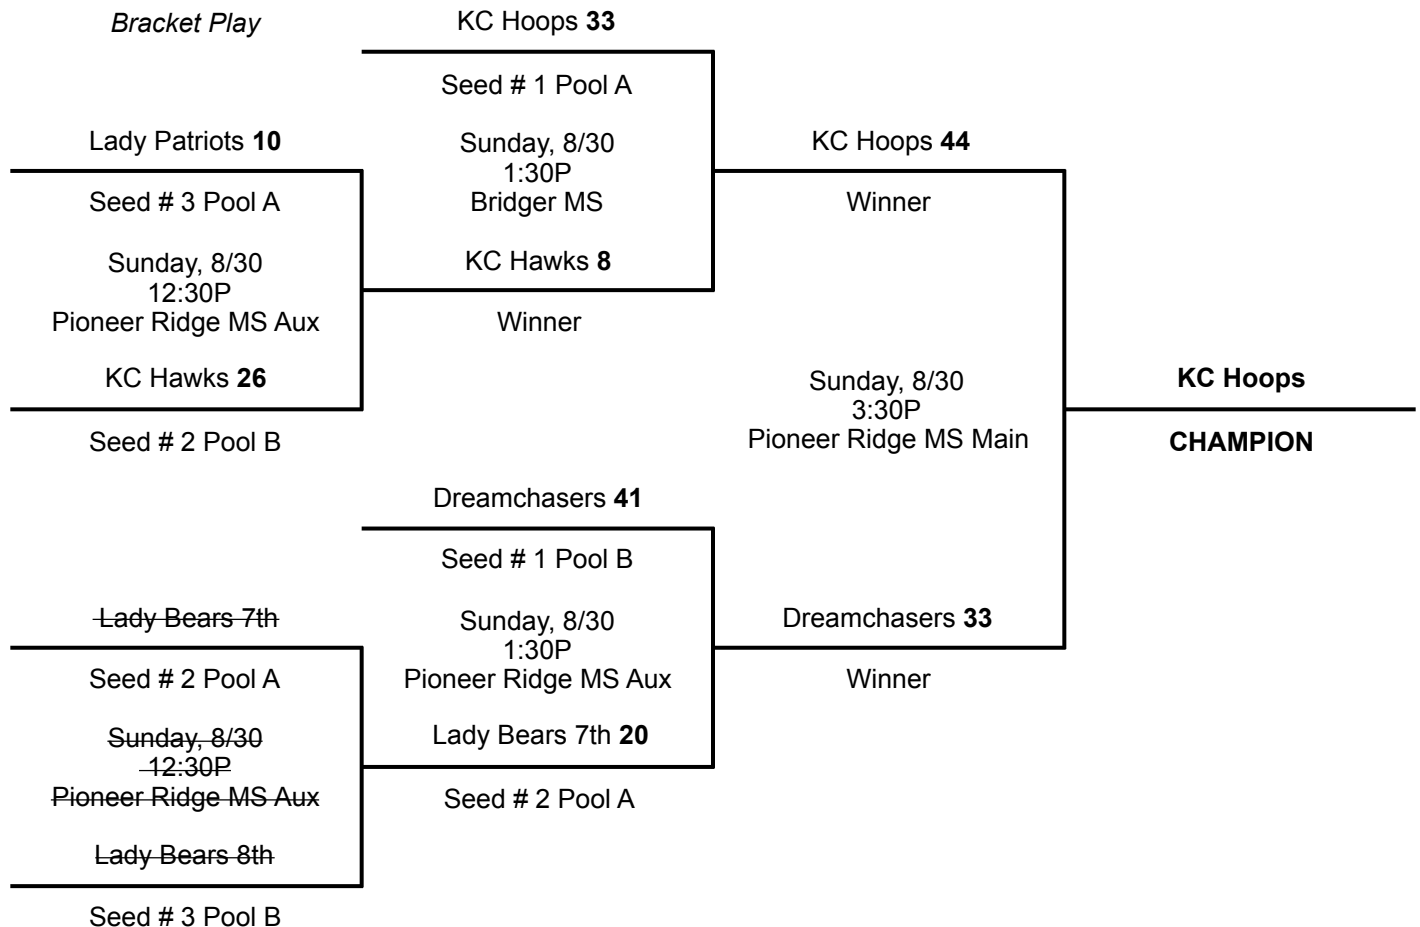 Bracket Play
KC Hoops 33
Seed # 1 Pool A
Lady Patriots 10
Seed # 3 Pool A
Sunday, 8/30
12:30P
Pioneer Ridge MS Aux
KC Hawks 26
Seed # 2 Pool B
Sunday, 8/30
1:30P
Bridger MS
KC Hawks 8
Winner
KC Hoops 44
Winner
Sunday, 8/30
3:30P
Pioneer Ridge MS Main
KC Hoops
CHAMPION
Dreamchasers 41
Seed # 1 Pool B
Lady Bears 7th
Seed # 2 Pool A
Sunday, 8/30
12:30P
Pioneer Ridge MS Aux
Lady Bears 8th
Seed # 3 Pool B
Sunday, 8/30
1:30P
Pioneer Ridge MS Aux
Lady Bears 7th 20
Seed # 2 Pool A
Dreamchasers 33
Winner